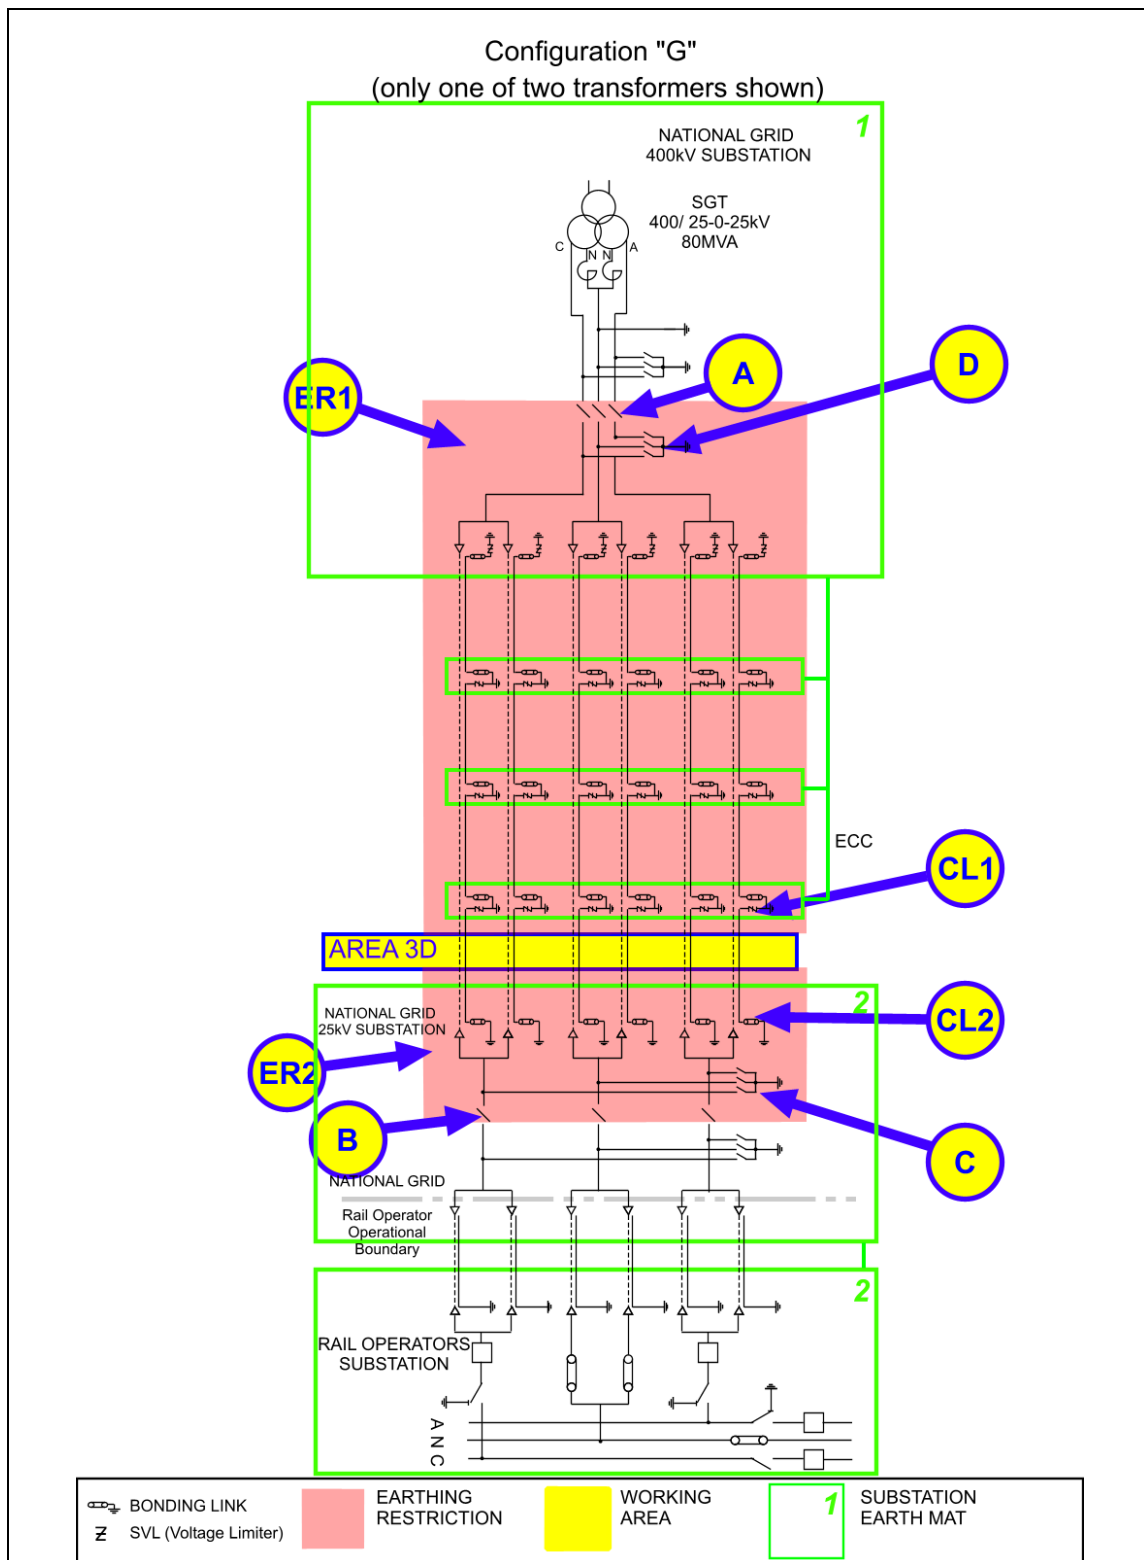 Configuration "G"
(only one of two transformers shown)
1
NATIONAL GRID
400kV SUBSTATION
SGT
400/ 25-0-25kV
80MVA
C
N N
A
A
D
ER1
ECC
CL1
AREA 3D
2
NATIONAL GRID
25kV SUBSTATION
CL2
ER2
B
C
NATIONAL GRID
Rail Operator
Operational
Boundary
2
RAIL OPERATORS
SUBSTATION
A
N
C
BONDING LINK
SVL (Voltage Limiter)
EARTHING
RESTRICTION
WORKING
AREA
1
SUBSTATION
EARTH MAT